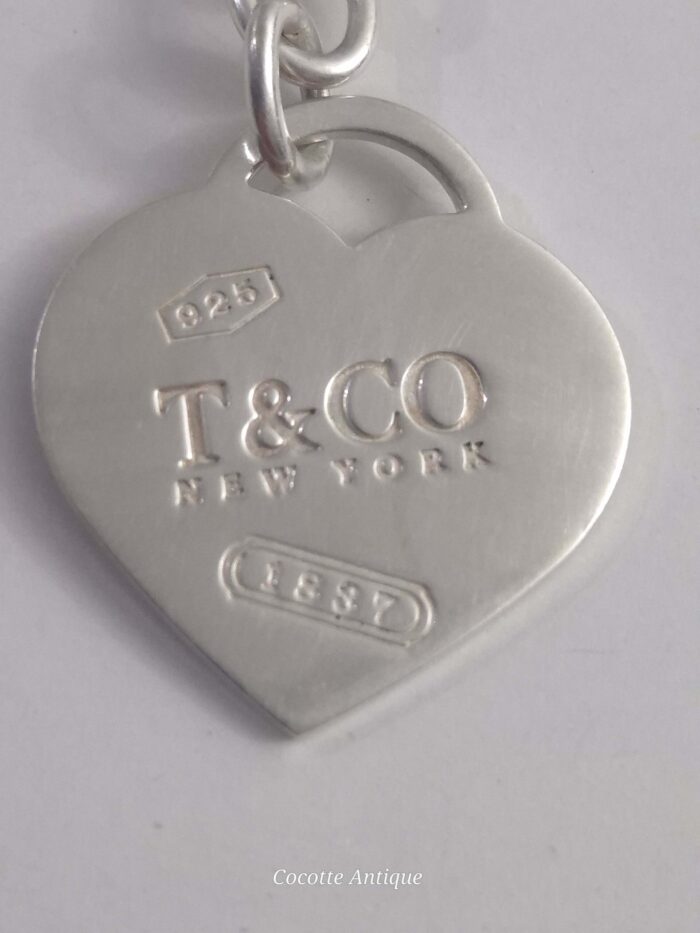 925
T & CO
NEW YORK
1837
Cocotte Antique